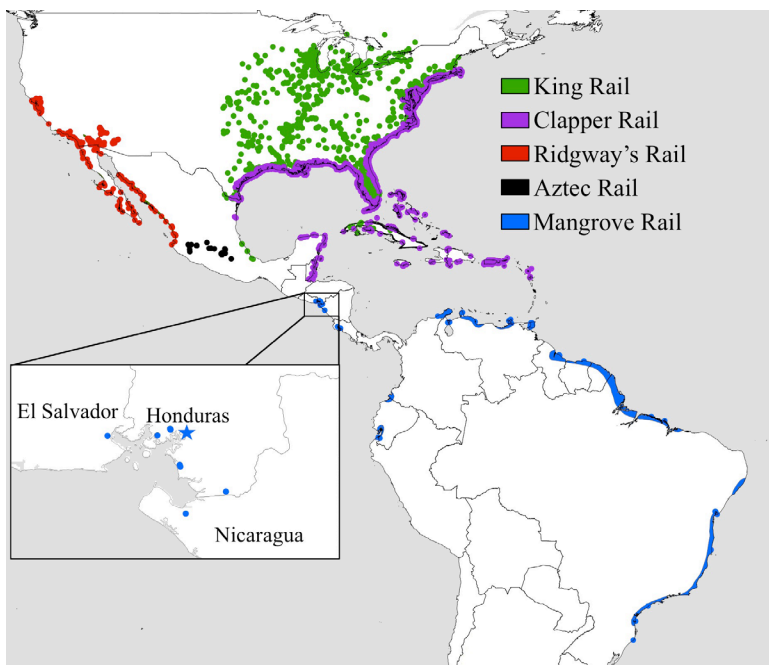 King Rail
Clapper Rail
Ridgway's Rail
Aztec Rail
Mangrove Rail
El Salvador
Honduras
Nicaragua